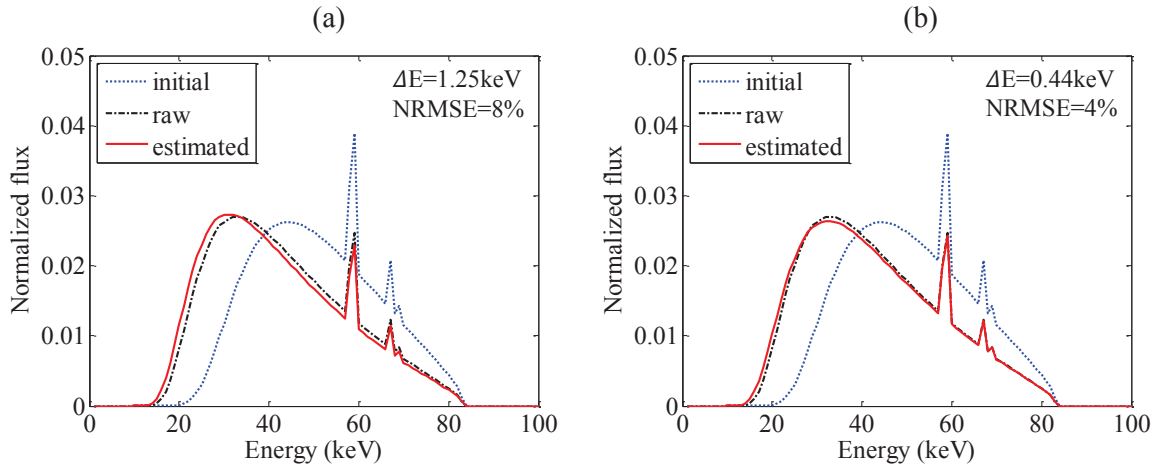 (a)
0.05
0.04
0.03
0.02
0.01
0
Normalized flux
initial
raw
estimated
ΔE=1.25keV
NRMSE=8%
0 20 40 60 80 100
Energy (keV)
(b)
0.05
0.04
0.03
0.02
0.01
0
Normalized flux
initial
raw
estimated
ΔE=0.44keV
NRMSE=4%
0 20 40 60 80 100
Energy (keV)